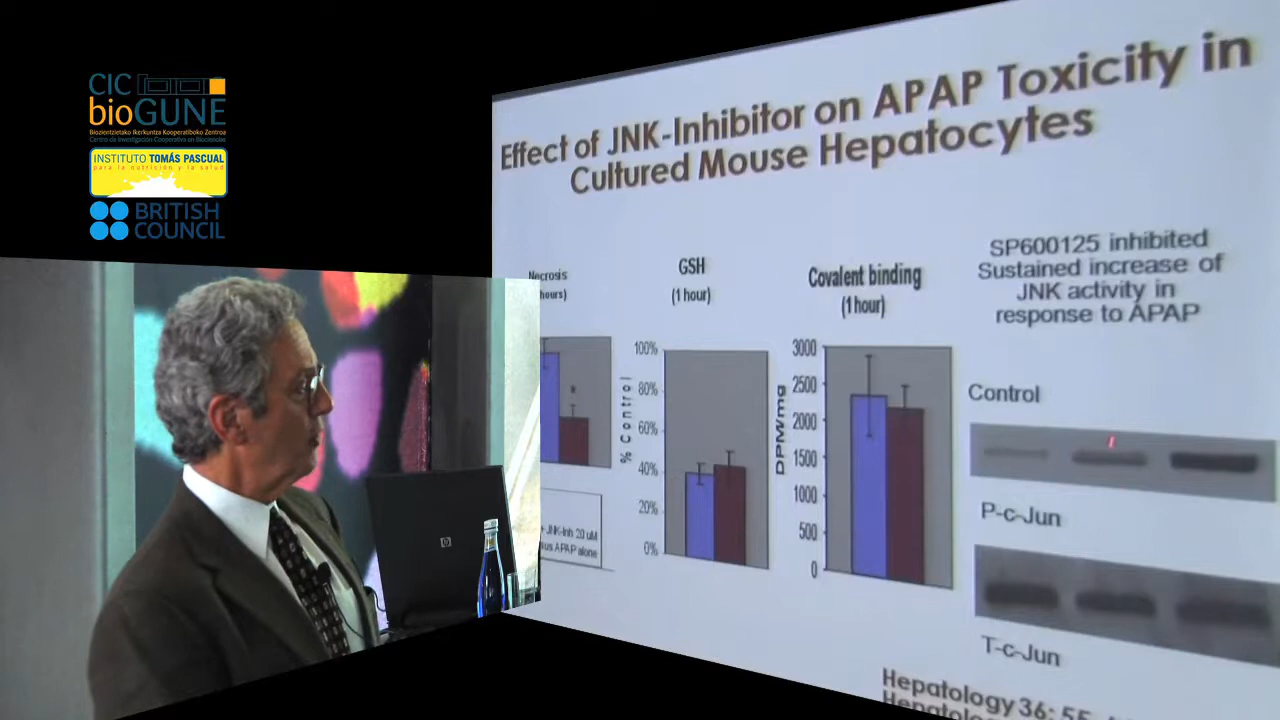 CIC
bioGUNE
Biozientzietako Ikerkuntza Kooperatiboko Zentroa
Centro de Investigación Cooperativa en Biociencias
INSTITUTO TOMÁS PASCUAL
para la nutrición y la salud
BRITISH
COUNCIL
Effect of JNK-Inhibitor on APAP Toxicity in
Cultured Mouse Hepatocytes
Necrosis
hours)
*
JNK-Inh 20 uM
APAP alone
GSH
(1 hour)
% Control
100%
80%
60%
40%
20%
0%
Covalent binding
(1 hour)
DPM/mg
3000
2500
2000
1500
1000
500
0
SP600125 inhibited
Sustained increase of
JNK activity in
response to APAP
Control
P-c-Jun
T-c-Jun
Hepatology 36: 55
hp